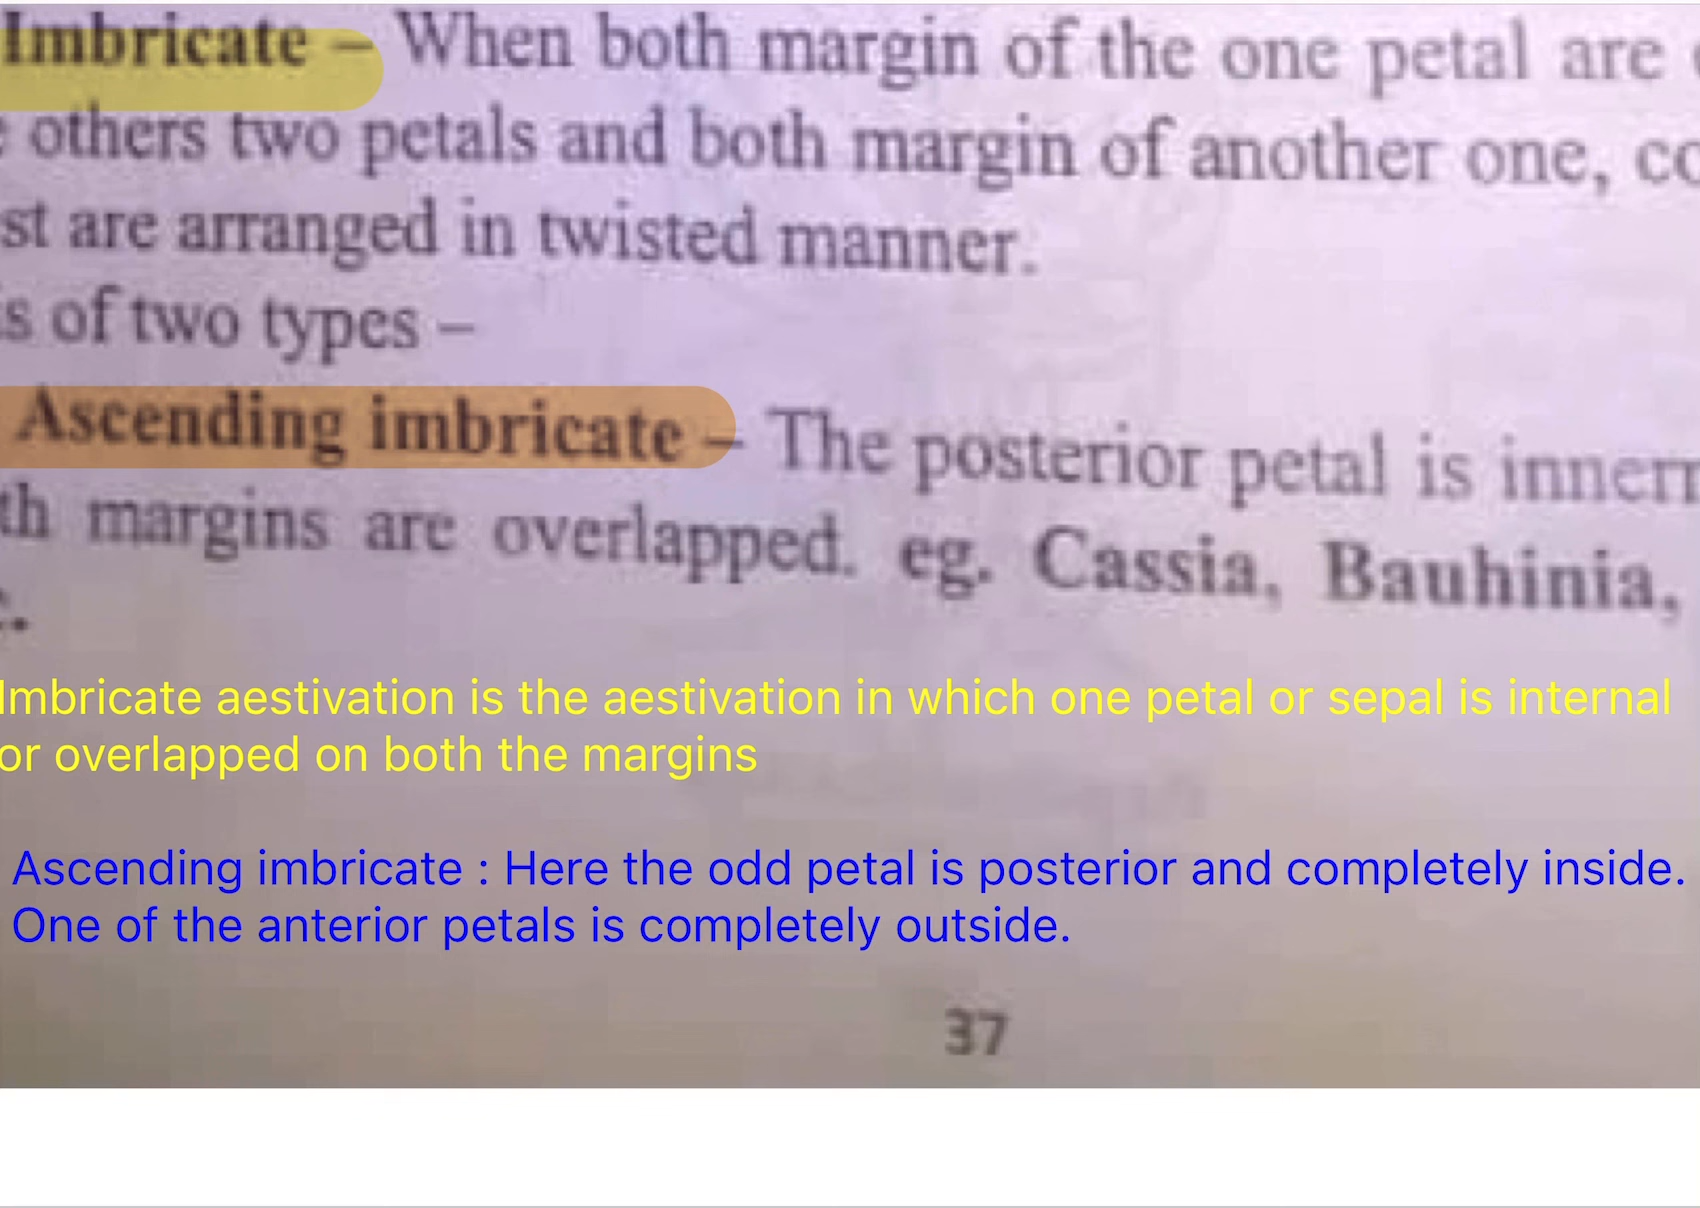 Imbricate – When both margin of the one petal are
others two petals and both margin of another one,
are arranged in twisted manner.
of two types –
Ascending imbricate – The posterior petal is
margins are overlapped. eg. Cassia, Bauhinia,
Imbricate aestivation is the aestivation in which one petal or sepal is internal
or overlapped on both the margins
Ascending imbricate : Here the odd petal is posterior and completely inside.
One of the anterior petals is completely outside.
37